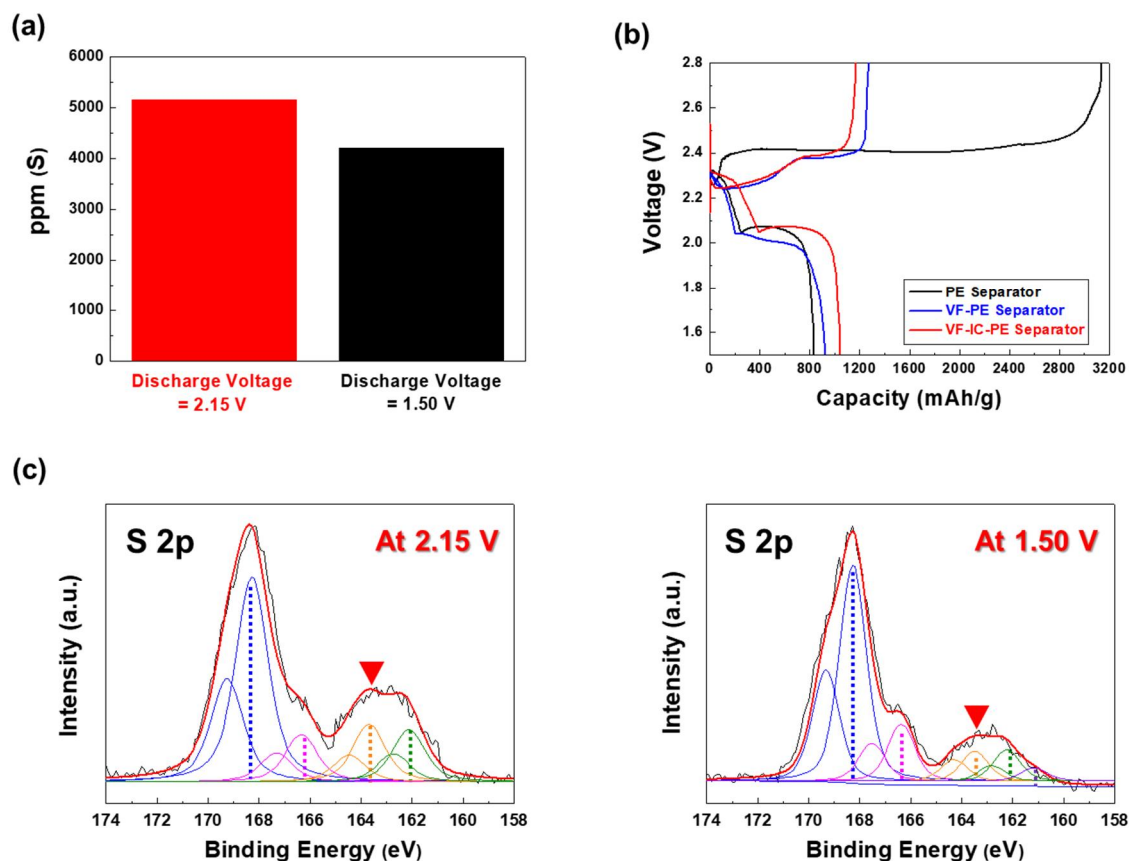 (a)
6000
5000
4000
3000
2000
1000
0
ppm (S)
Discharge Voltage
= 2.15 V
Discharge Voltage
= 1.50 V
(b)
2.8
2.6
2.4
2.2
2.0
1.8
1.6
Voltage (V)
PE Separator
VF-PE Separator
VF-IC-PE Separator
0 400 800 1200 1600 2000 2400 2800 3200
Capacity (mAh/g)
(c)
S 2p
At 2.15 V
Intensity (a.u.)
174 172 170 168 166 164 162 160 158
Binding Energy (eV)
S 2p
At 1.50 V
Intensity (a.u.)
174 172 170 168 166 164 162 160 158
Binding Energy (eV)